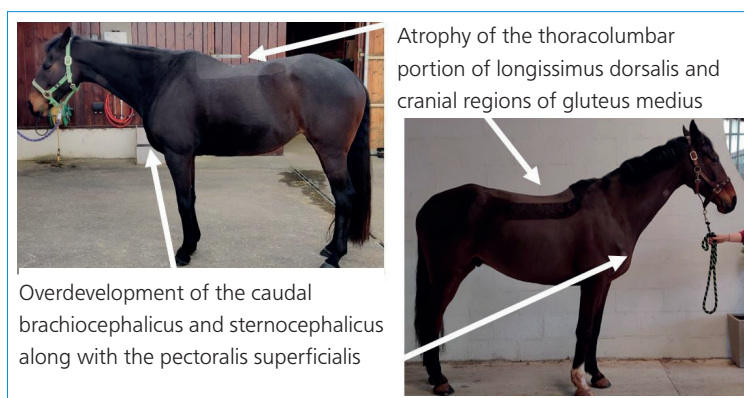 Atrophy of the thoracolumbar
portion of longissimus dorsalis and
cranial regions of gluteus medius
Overdevelopment of the caudal
brachiocephalicus and sternocephalicus
along with the pectoralis superficialis